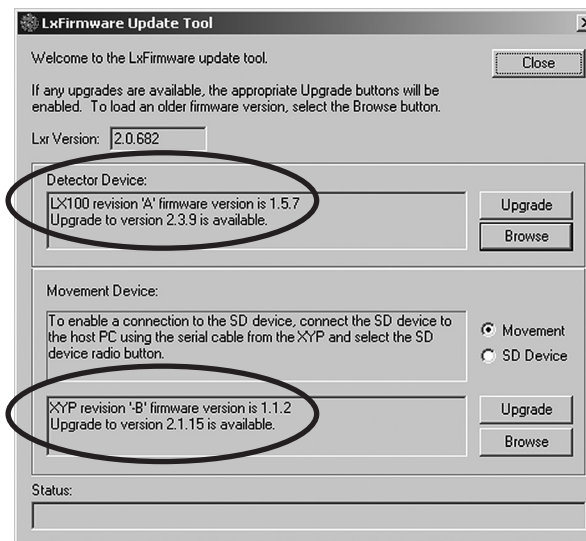 LxFirmware Update Tool
Welcome to the LxFirmware update tool.
Close
If any upgrades are available, the appropriate Upgrade buttons will be
enabled. To load an older firmware version, select the Browse button.
Lxr Version: 2.0.682
Detector Device:
LX100 revision 'A' firmware version is 1.5.7
Upgrade to version 2.3.9 is available.
Upgrade
Browse
Movement Device:
To enable a connection to the SD device, connect the SD device to
the host PC using the serial cable from the XYP and select the SD
device radio button.
Movement
SD Device
XYP revision '-B' firmware version is 1.1.2
Upgrade to version 2.1.15 is available.
Upgrade
Browse
Status: